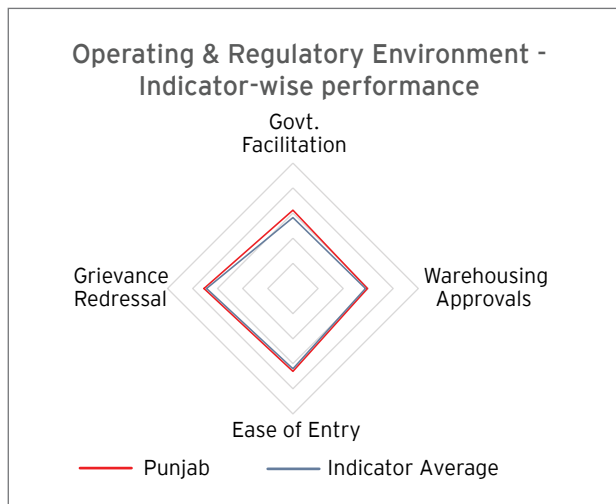 Operating & Regulatory Environment -
Indicator-wise performance
Govt.
Facilitation
Grievance
Redressal
Warehousing
Approvals
Ease of Entry
Punjab
Indicator Average